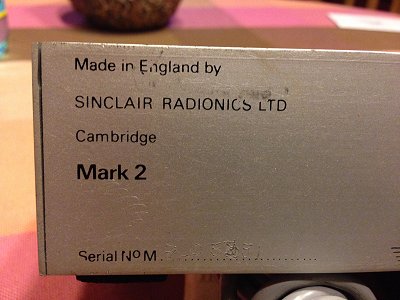 Made in England by
SINCLAIR RADIONICS LTD
Cambridge
Mark 2
Serial Nº M